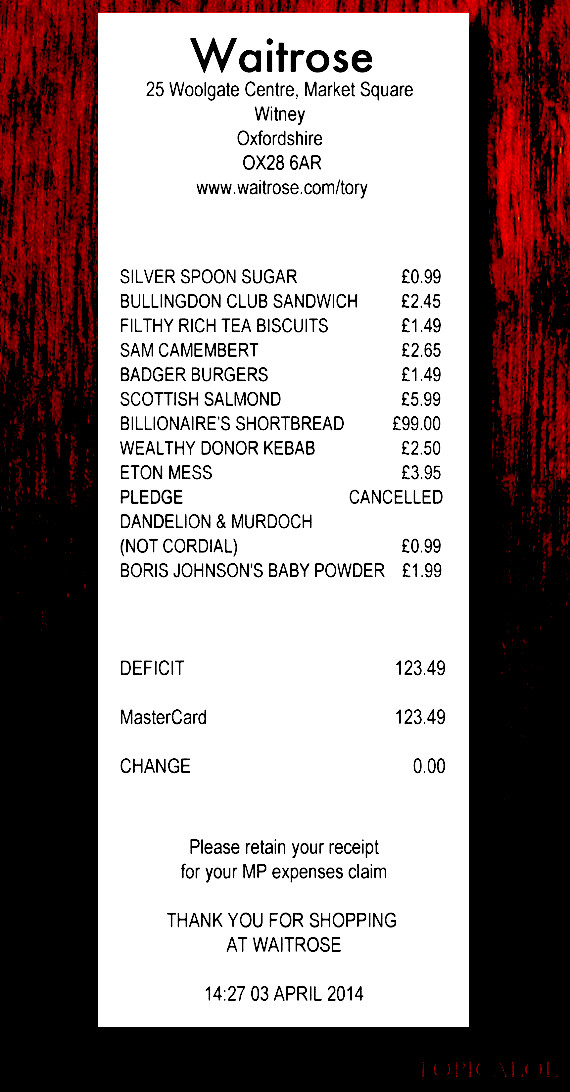 Waitrose
25 Woolgate Centre, Market Square
Witney
Oxfordshire
OX28 6AR
www.waitrose.com/tory
SILVER SPOON SUGAR £0.99
BULLINGDON CLUB SANDWICH £2.45
FILTHY RICH TEA BISCUITS £1.49
SAM CAMEMBERT £2.65
BADGER BURGERS £1.49
SCOTTISH SALMOND £5.99
BILLIONAIRE'S SHORTBREAD £99.00
WEALTHY DONOR KEBAB £2.50
ETON MESS £3.95
PLEDGE CANCELLED
DANDELION & MURDOCH
(NOT CORDIAL) £0.99
BORIS JOHNSON'S BABY POWDER £1.99
DEFICIT 123.49
MasterCard 123.49
CHANGE 0.00
Please retain your receipt
for your MP expenses claim
THANK YOU FOR SHOPPING
AT WAITROSE
14:27 03 APRIL 2014
TOPICALOL